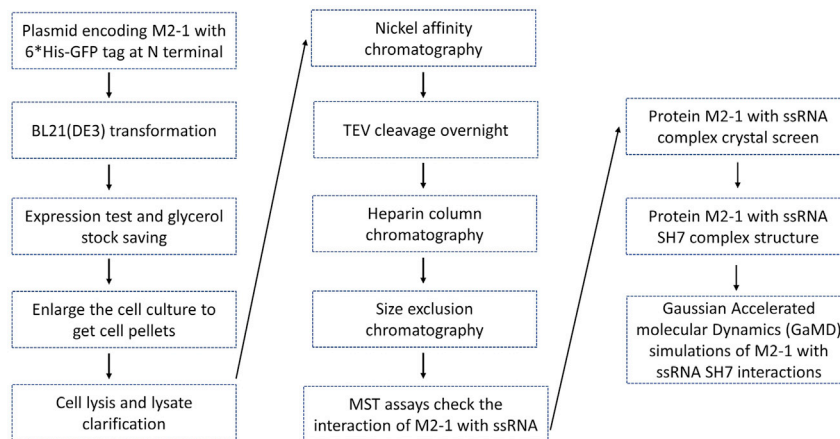 Plasmid encoding M2-1 with
6*His-GFP tag at N terminal
BL21(DE3) transformation
Expression test and glycerol
stock saving
Enlarge the cell culture to
get cell pellets
Cell lysis and lysate
clarification
Nickel affinity
chromatography
TEV cleavage overnight
Heparin column
chromatography
Size exclusion
chromatography
MST assays check the
interaction of M2-1 with ssRNA
Protein M2-1 with ssRNA
complex crystal screen
Protein M2-1 with ssRNA
SH7 complex structure
Gaussian Accelerated
molecular Dynamics (GaMD)
simulations of M2-1 with
ssRNA SH7 interactions